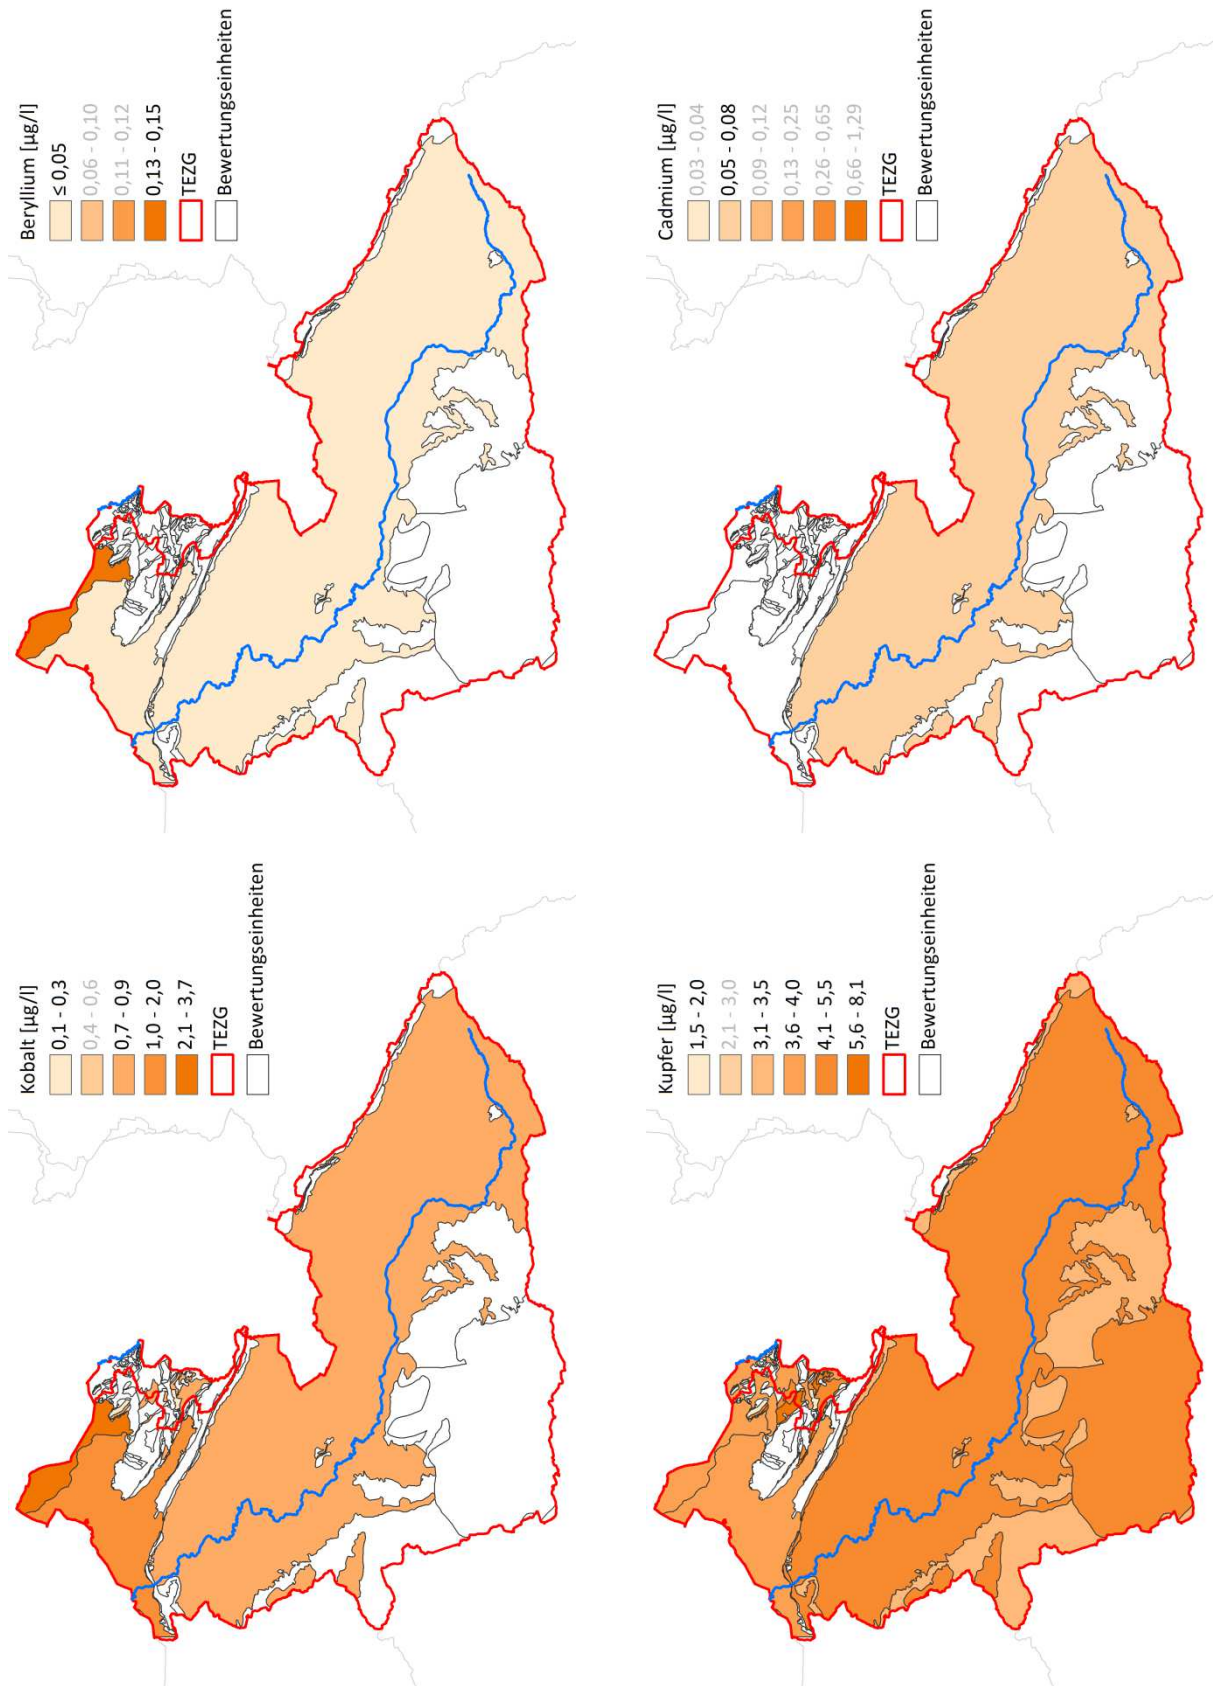 Beryllium [µg/l]
≤ 0,05
0,06 - 0,10
0,11 - 0,12
0,13 - 0,15
TEZG
Bewertungseinheiten
Cadmium [µg/l]
0,03 - 0,04
0,05 - 0,08
0,09 - 0,12
0,13 - 0,25
0,26 - 0,65
0,66 - 1,29
TEZG
Bewertungseinheiten
Kobalt [µg/l]
0,1 - 0,3
0,4 - 0,6
0,7 - 0,9
1,0 - 2,0
2,1 - 3,7
TEZG
Bewertungseinheiten
Kupfer [µg/l]
1,5 - 2,0
2,1 - 3,0
3,1 - 3,5
3,6 - 4,0
4,1 - 5,5
5,6 - 8,1
TEZG
Bewertungseinheiten